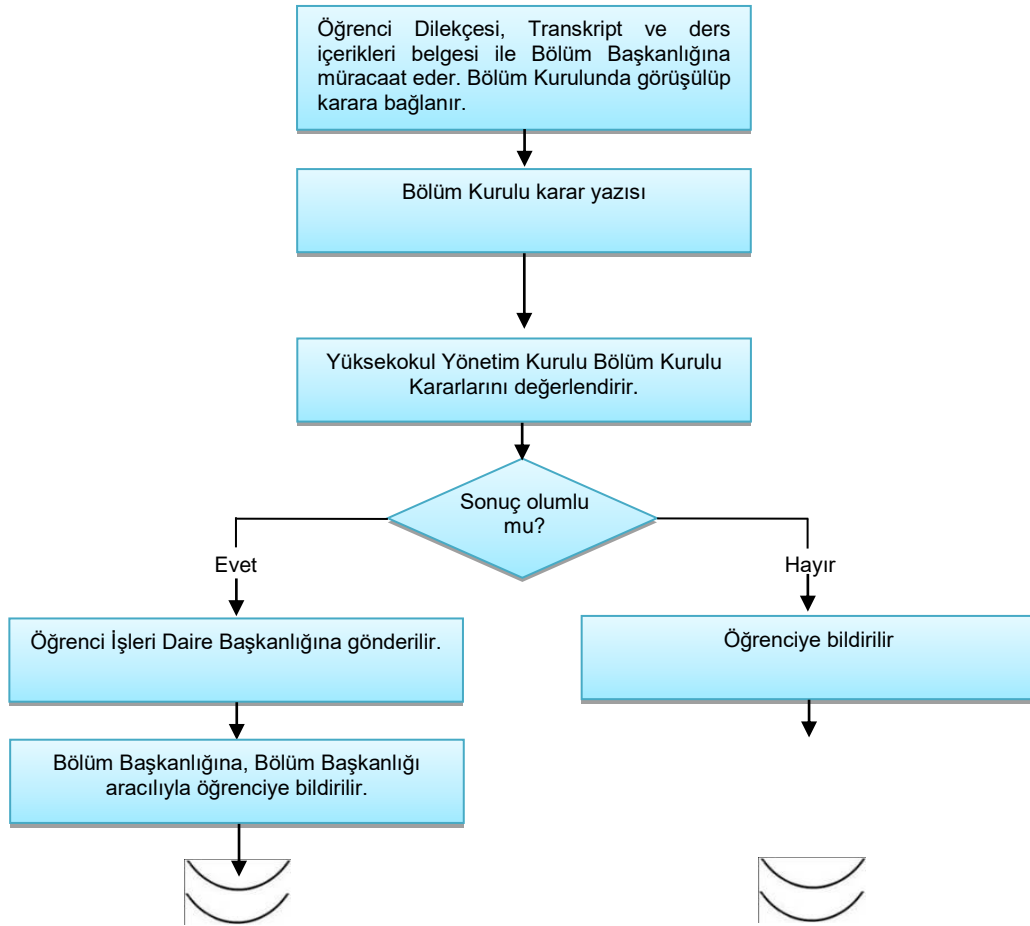 Öğrenci Dilekçesi, Transkript ve ders
içerikleri belgesi ile Bölüm Başkanlığına
müracaat eder. Bölüm Kurulunda görüşülüp
karara bağlanır.
Bölüm Kurulu karar yazısı
Yüksekokul Yönetim Kurulu Bölüm Kurulu
Kararlarını değerlendirir.
Sonuç olumlu
mu?
Evet
Hayır
Öğrenci İşleri Daire Başkanlığına gönderilir.
Öğrenciye bildirilir
Bölüm Başkanlığına, Bölüm Başkanlığı
aracılıyla öğrenciye bildirilir.